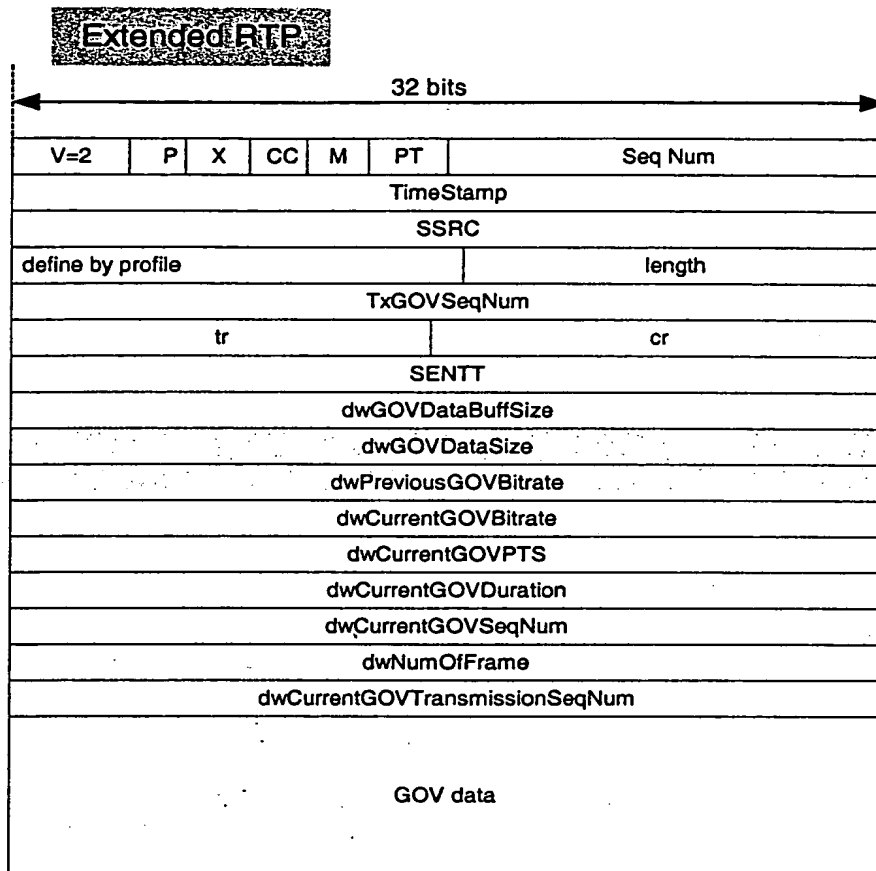 Extended RTP
32 bits
V=2 P X CC M PT Seq Num
TimeStamp
SSRC
define by profile length
TxGOVSeqNum
tr cr
SENTT
dwGOVDataBuffSize
dwGOVDataSize
dwPreviousGOVBitrate
dwCurrentGOVBitrate
dwCurrentGOVPTS
dwCurrentGOVDuration
dwCurrentGOVSeqNum
dwNumOfFrame
dwCurrentGOVTransmissionSeqNum
GOV data